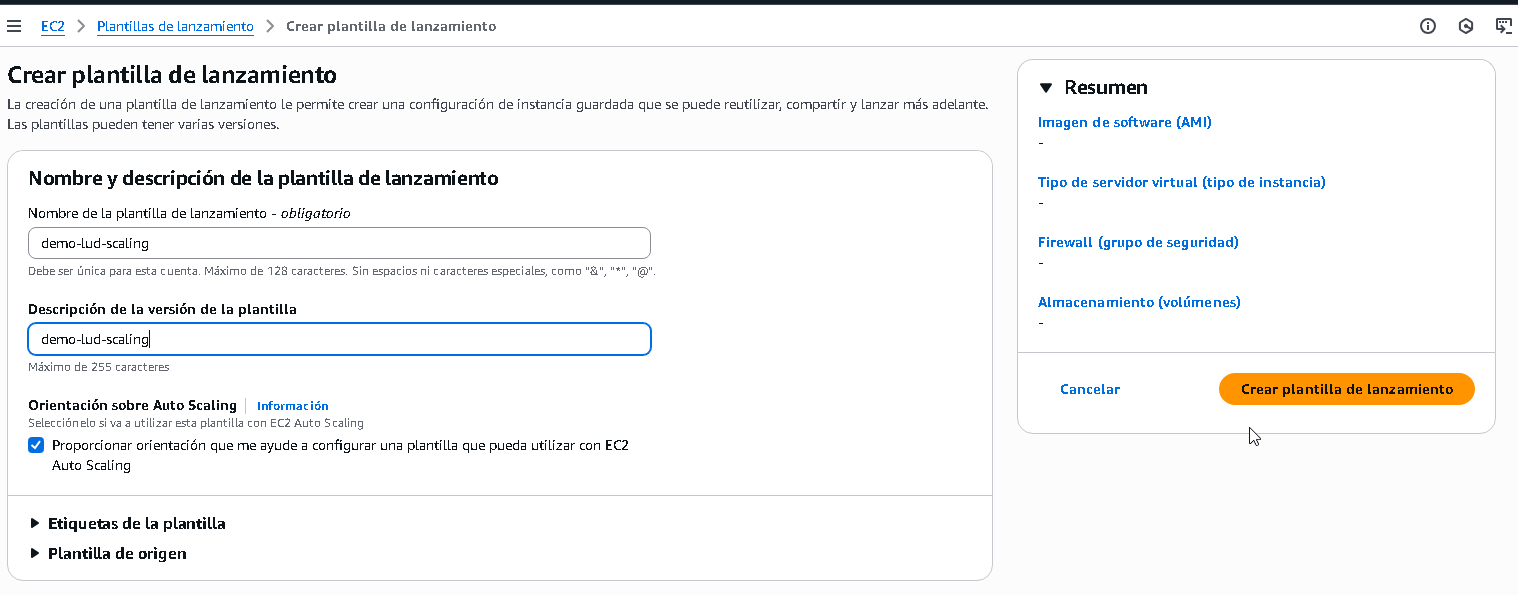 EC2 > Plantillas de lanzamiento > Crear plantilla de lanzamiento
Crear plantilla de lanzamiento
La creación de una plantilla de lanzamiento le permite crear una configuración de instancia guardada que se puede reutilizar, compartir y lanzar más adelante.
Las plantillas pueden tener varias versiones.
Nombre y descripción de la plantilla de lanzamiento
Nombre de la plantilla de lanzamiento - obligatorio
demo-lud-scaling
Debe ser única para esta cuenta. Máximo de 128 caracteres. Sin espacios ni caracteres especiales, como "&", "*", "@".
Descripción de la versión de la plantilla
demo-lud-scaling
Máximo de 255 caracteres
Orientación sobre Auto Scaling | Información
Selecciónelo si va a utilizar esta plantilla con EC2 Auto Scaling
Proporcionar orientación que me ayude a configurar una plantilla que pueda utilizar con EC2
Auto Scaling
Etiquetas de la plantilla
Plantilla de origen
Resumen
Imagen de software (AMI)
-
Tipo de servidor virtual (tipo de instancia)
-
Firewall (grupo de seguridad)
-
Almacenamiento (volúmenes)
-
Cancelar
Crear plantilla de lanzamiento